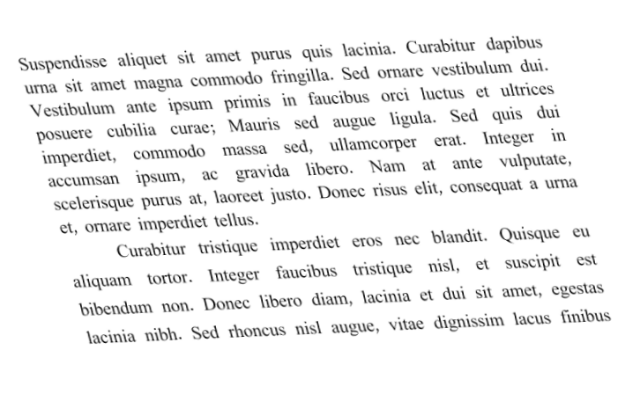 Suspendisse aliquet sit amet purus quis lacinia. Curabitur dapibus
urna sit amet magna commodo fringilla. Sed ornare vestibulum dui.
Vestibulum ante ipsum primis in faucibus orci luctus et ultrices
posuere cubilia curae; Mauris sed augue ligula. Sed quis dui
imperdiet, commodo massa sed, ullamcorper erat. Integer in
accumsan ipsum, ac gravida libero. Nam at ante vulputate,
scelerisque purus at, laoreet justo. Donec risus elit, consequat a urna
et, ornare imperdiet tellus.
Curabitur tristique imperdiet eros nec blandit. Quisque eu
aliquam tortor. Integer faucibus tristique nisl, et suscipit est
bibendum non. Donec libero diam, lacinia et dui sit amet, egestas
lacinia nibh. Sed rhoncus nisl augue, vitae dignissim lacus finibus